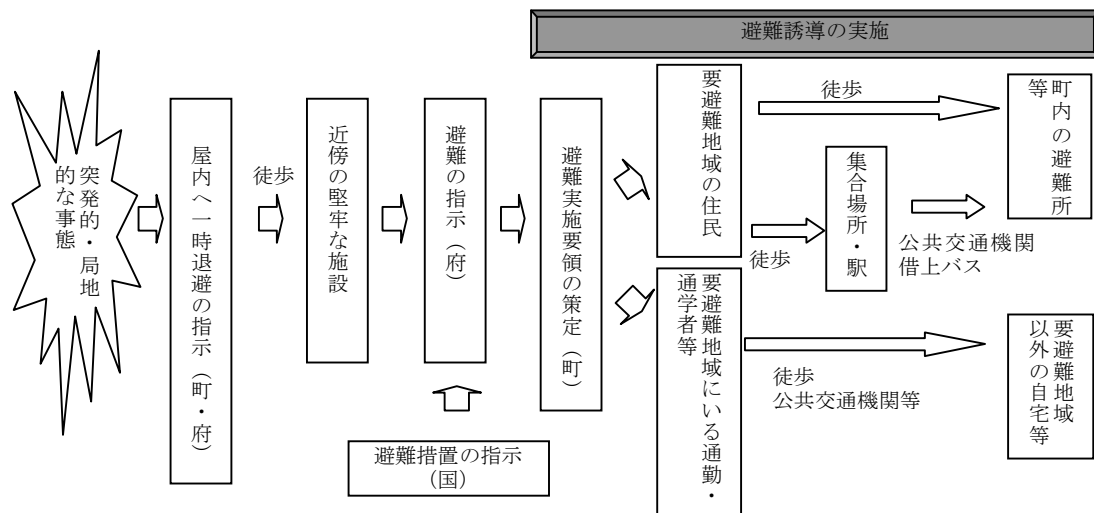 避難誘導の実施
突発的・局地
的な事態
屋内へ一時退避の指示（町・府）
徒歩
近傍の堅牢な施設
避難の指示（府）
避難措置の指示
（国）
避難実施要領の策定（町）
要避難地域の住民
徒歩
町内の避難所
等
徒歩
集合場所・駅
公共交通機関
借上バス
要避難地域にいる通勤・
通学者等
徒歩
公共交通機関等
要避難地域
以外の自宅等